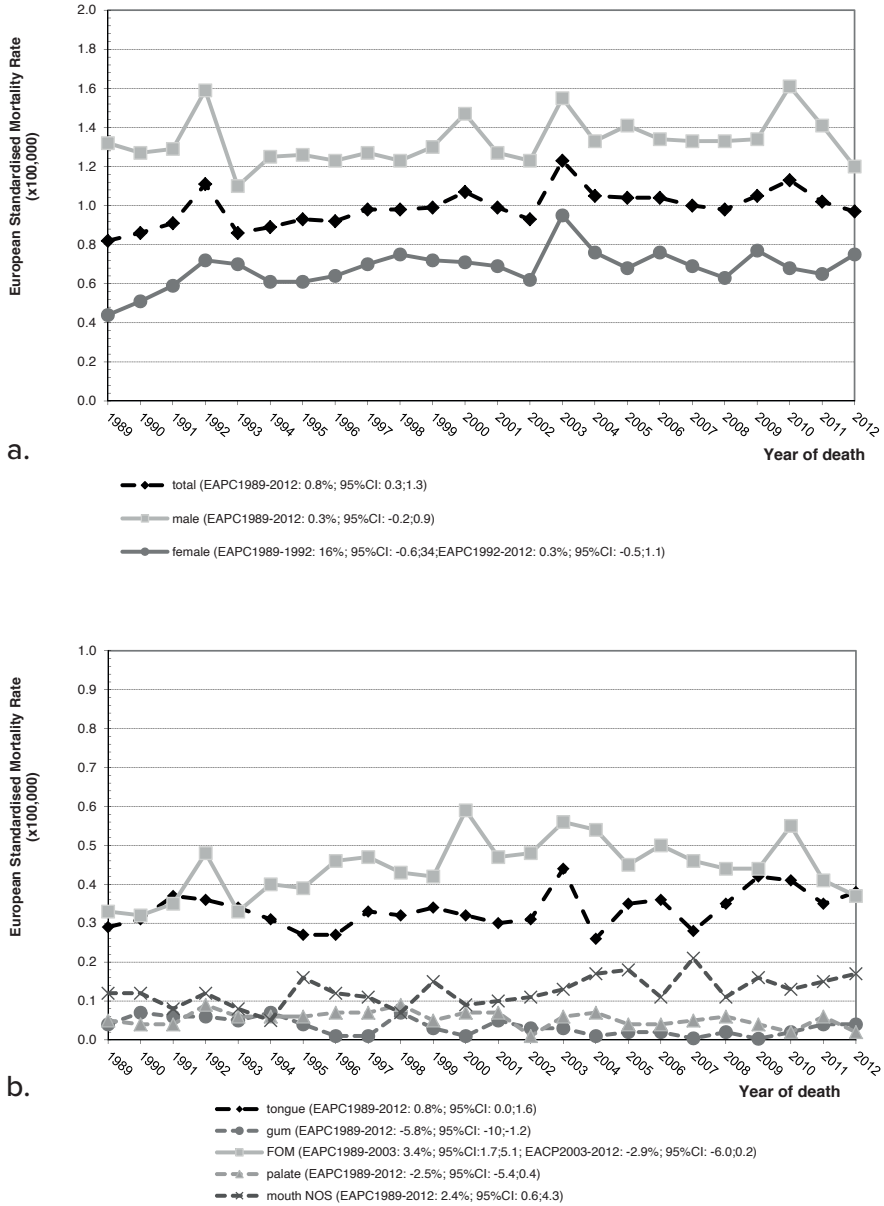 European Standardised Mortality Rate
(x100,000)
2.0
1.8
1.6
1.4
1.2
1.0
0.8
0.6
0.4
0.2
0.0
1989 1990 1991 1992 1993 1994 1995 1996 1997 1998 1999 2000 2001 2002 2003 2004 2005 2006 2007 2008 2009 2010 2011 2012
a.
Year of death
total (EAPC1989-2012: 0.8%; 95%CI: 0.3;1.3)
male (EAPC1989-2012: 0.3%; 95%CI: -0.2;0.9)
female (EAPC1989-1992: 16%; 95%CI: -0.6;34;EAPC1992-2012: 0.3%; 95%CI: -0.5;1.1)
European Standardised Mortality Rate
(x100,000)
1.0
0.9
0.8
0.7
0.6
0.5
0.4
0.3
0.2
0.1
0.0
1989 1990 1991 1992 1993 1994 1995 1996 1997 1998 1999 2000 2001 2002 2003 2004 2005 2006 2007 2008 2009 2010 2011 2012
b.
Year of death
tongue (EAPC1989-2012: 0.8%; 95%CI: 0.0;1.6)
gum (EAPC1989-2012: -5.8%; 95%CI: -10;-1.2)
FOM (EAPC1989-2003: 3.4%; 95%CI:1.7;5.1; EACP2003-2012: -2.9%; 95%CI: -6.0;0.2)
palate (EAPC1989-2012: -2.5%; 95%CI: -5.4;0.4)
mouth NOS (EAPC1989-2012: 2.4%; 95%CI: 0.6;4.3)